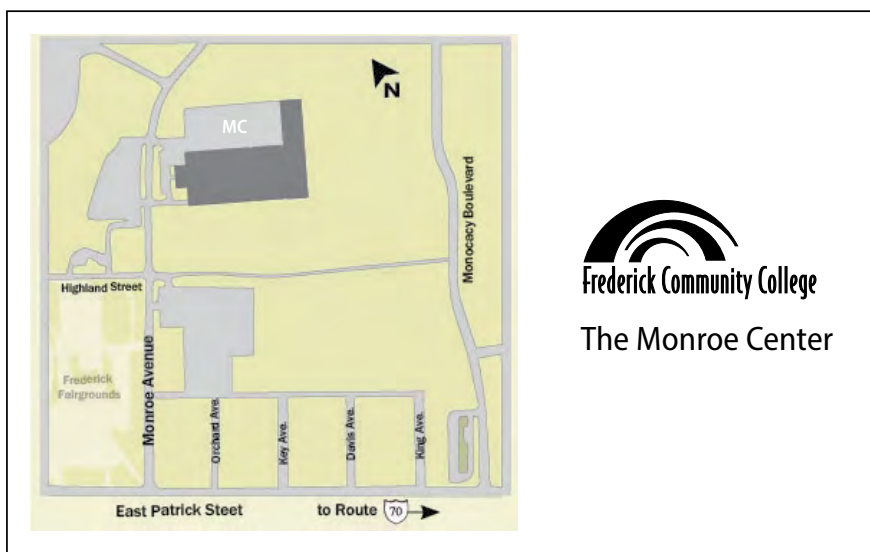 N
MC
Monocacy Boulevard
Highland Street
Frederick
Fairgrounds
Monroe Avenue
Orchard Ave.
Key Ave.
Davis Ave.
King Ave.
East Patrick Steet
to Route 70
Frederick Community College
The Monroe Center